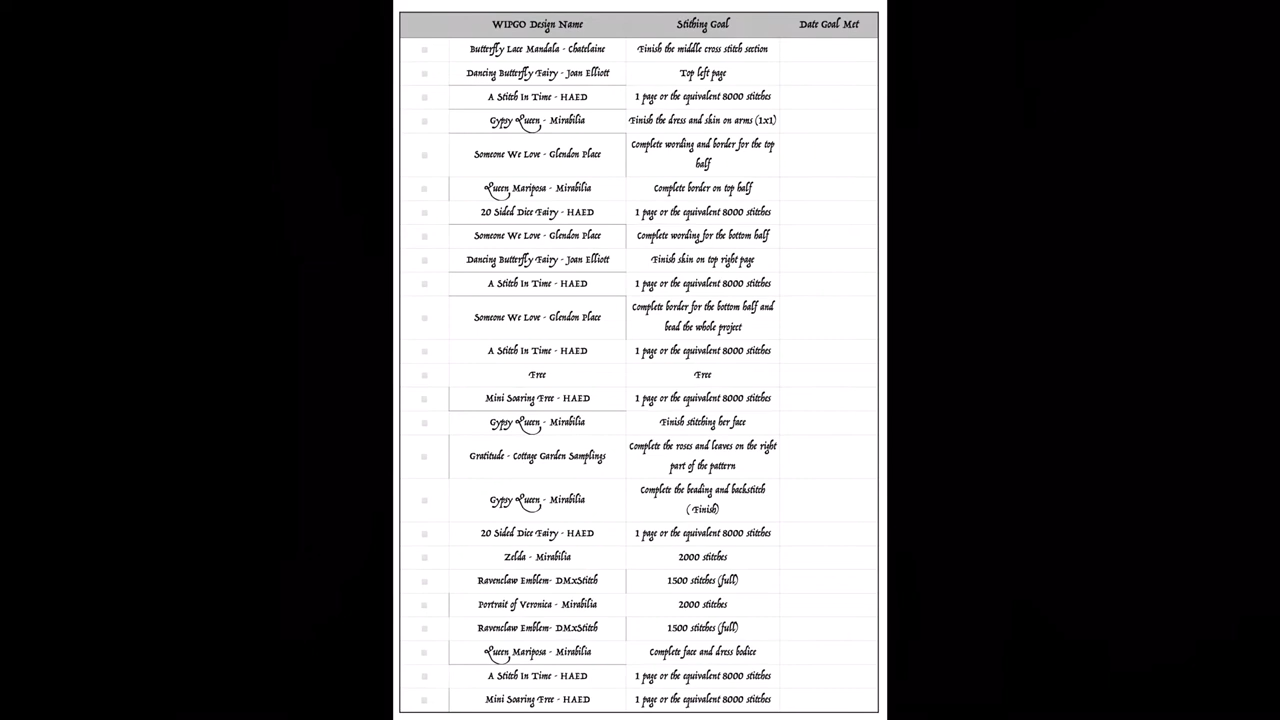 WIPGO Design Name Stithing Goal Date Goal Met
Butterfly Lace Mandala - Chatelaine Finish the middle cross stitch section
Dancing Butterfly Fairy - Joan Elliott Top left page
A Stitch In Time - HAED 1 page or the equivalent 8000 stitches
Gypsy Queen - Mirabilia Finish the dress and skin on arms (1x1)
Someone We Love - Glendon Place Complete wording and border for the top
half
Queen Mariposa - Mirabilia Complete border on top half
20 Sided Dice Fairy - HAED 1 page or the equivalent 8000 stitches
Someone We Love - Glendon Place Complete wording for the bottom half
Dancing Butterfly Fairy - Joan Elliott Finish skin on top right page
A Stitch In Time - HAED 1 page or the equivalent 8000 stitches
Someone We Love - Glendon Place Complete border for the bottom half and
bead the whole project
A Stitch In Time - HAED 1 page or the equivalent 8000 stitches
Free Free
Mini Soaring Free - HAED 1 page or the equivalent 8000 stitches
Gypsy Queen - Mirabilia Finish stitching her face
Gratitude - Cottage Garden Samplings Complete the roses and leaves on the right
part of the pattern
Gypsy Queen - Mirabilia Complete the beading and backstitch
( Finish)
20 Sided Dice Fairy - HAED 1 page or the equivalent 8000 stitches
Zelda - Mirabilia 2000 stitches
Ravenclaw Emblem- DMxStitch 1500 stitches (full)
Portrait of Veronica - Mirabilia 2000 stitches
Ravenclaw Emblem- DMxStitch 1500 stitches (full)
Queen Mariposa - Mirabilia Complete face and dress bodice
A Stitch In Time - HAED 1 page or the equivalent 8000 stitches
Mini Soaring Free - HAED 1 page or the equivalent 8000 stitches